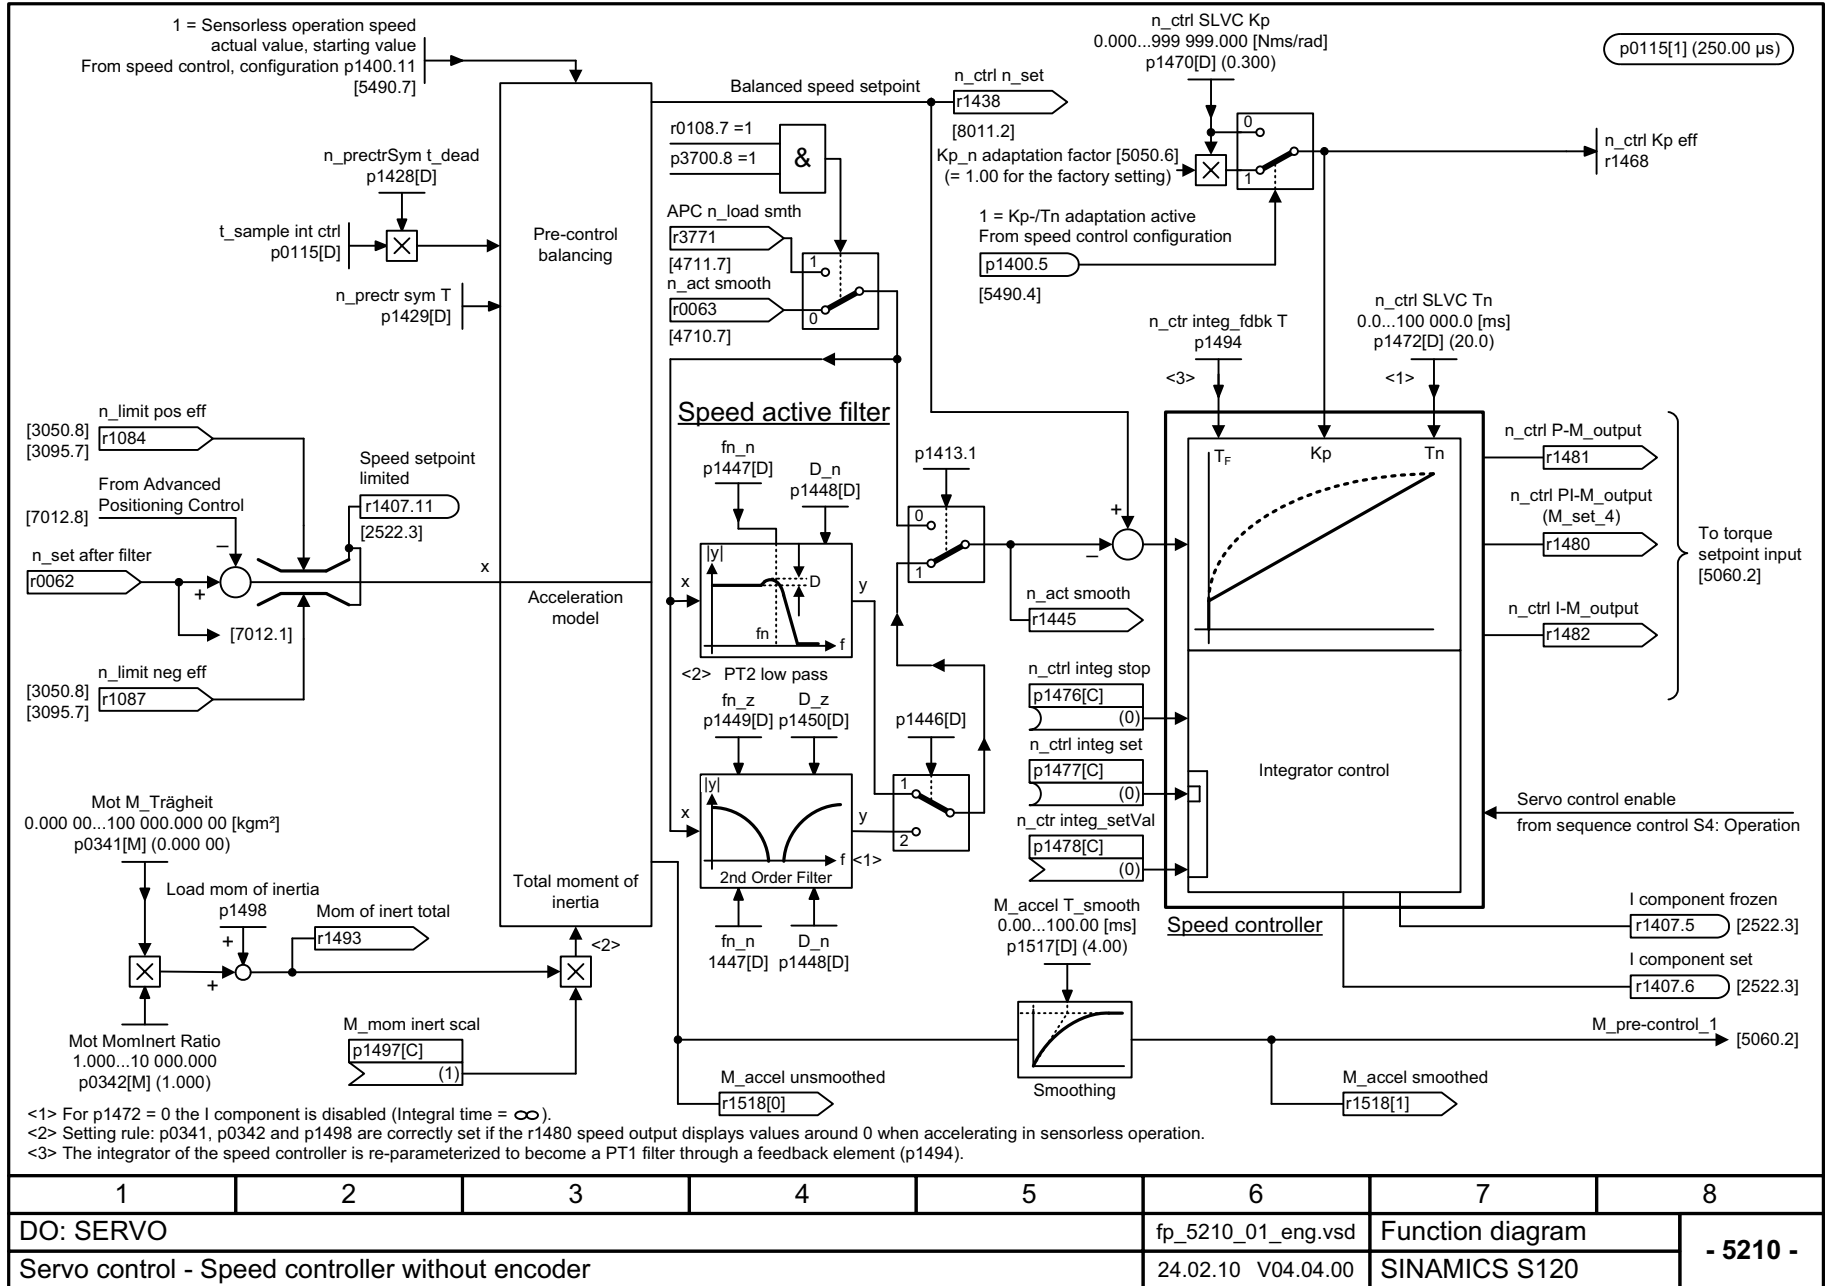 1 = Sensorless operation speed
actual value, starting value
From speed control, configuration p1400.11
[5490.7]
n_prectrSym t_dead
p1428[D]
t_sample int ctrl
p0115[D]
n_prectr sym T
p1429[D]
Pre-control
balancing
Acceleration
model
Total moment of
inertia
Balanced speed setpoint
n_ctrl n_set
r1438
[8011.2]
r0108.7 =1
p3700.8 =1
&
APC n_load smth
r3771
[4711.7]
n_act smooth
r0063
[4710.7]
1
0
n_ctrl SLVC Kp
0.000...999 999.000 [Nms/rad]
p1470[D] (0.300)
p0115[1] (250.00 µs)
Kp_n adaptation factor [5050.6]
(= 1.00 for the factory setting)
0
1
n_ctrl Kp eff
r1468
1 = Kp-/Tn adaptation active
From speed control configuration
p1400.5
[5490.4]
n_ctr integ_fdbk T
p1494
<3>
n_ctrl SLVC Tn
0.0...100 000.0 [ms]
p1472[D] (20.0)
<1>
[3050.8]
[3095.7]
n_limit pos eff
r1084
From Advanced
Positioning Control
[7012.8]
n_set after filter
r0062
–
+
[7012.1]
Speed setpoint
limited
r1407.11
[2522.3]
x
n_limit neg eff
[3050.8]
[3095.7]
r1087
Speed active filter
fn_n
p1447[D]
D_n
p1448[D]
|y|
x
D
fn
f
y
<2> PT2 low pass
fn_z
p1449[D]
D_z
p1450[D]
|y|
x
y
f
<1>
2nd Order Filter
fn_n
1447[D]
D_n
p1448[D]
p1413.1
0
1
p1446[D]
1
2
+
–
n_act smooth
r1445
TF
Kp
Tn
n_ctrl P-M_output
r1481
n_ctrl PI-M_output
(M_set_4)
r1480
n_ctrl I-M_output
r1482
To torque
setpoint input
[5060.2]
n_ctrl integ stop
p1476[C]
(0)
n_ctrl integ set
p1477[C]
(0)
n_ctr integ_setVal
p1478[C]
(0)
Integrator control
Servo control enable
from sequence control S4: Operation
Speed controller
I component frozen
r1407.5
[2522.3]
I component set
r1407.6
[2522.3]
Mot M_Trägheit
0.000 00...100 000.000 00 [kgm²]
p0341[M] (0.000 00)
Load mom of inertia
p1498
+
+
Mom of inert total
r1493
<2>
Mot MomInert Ratio
1.000...10 000.000
p0342[M] (1.000)
M_mom inert scal
p1497[C]
(1)
M_accel T_smooth
0.00...100.00 [ms]
p1517[D] (4.00)
Smoothing
M_pre-control_1
[5060.2]
M_accel unsmoothed
r1518[0]
M_accel smoothed
r1518[1]
<1> For p1472 = 0 the I component is disabled (Integral time = ∞).
<2> Setting rule: p0341, p0342 and p1498 are correctly set if the r1480 speed output displays values around 0 when accelerating in sensorless operation.
<3> The integrator of the speed controller is re-parameterized to become a PT1 filter through a feedback element (p1494).
1 2 3 4 5 6 7 8
DO: SERVO
fp_5210_01_eng.vsd
Function diagram
- 5210 -
Servo control - Speed controller without encoder
24.02.10 V04.04.00
SINAMICS S120